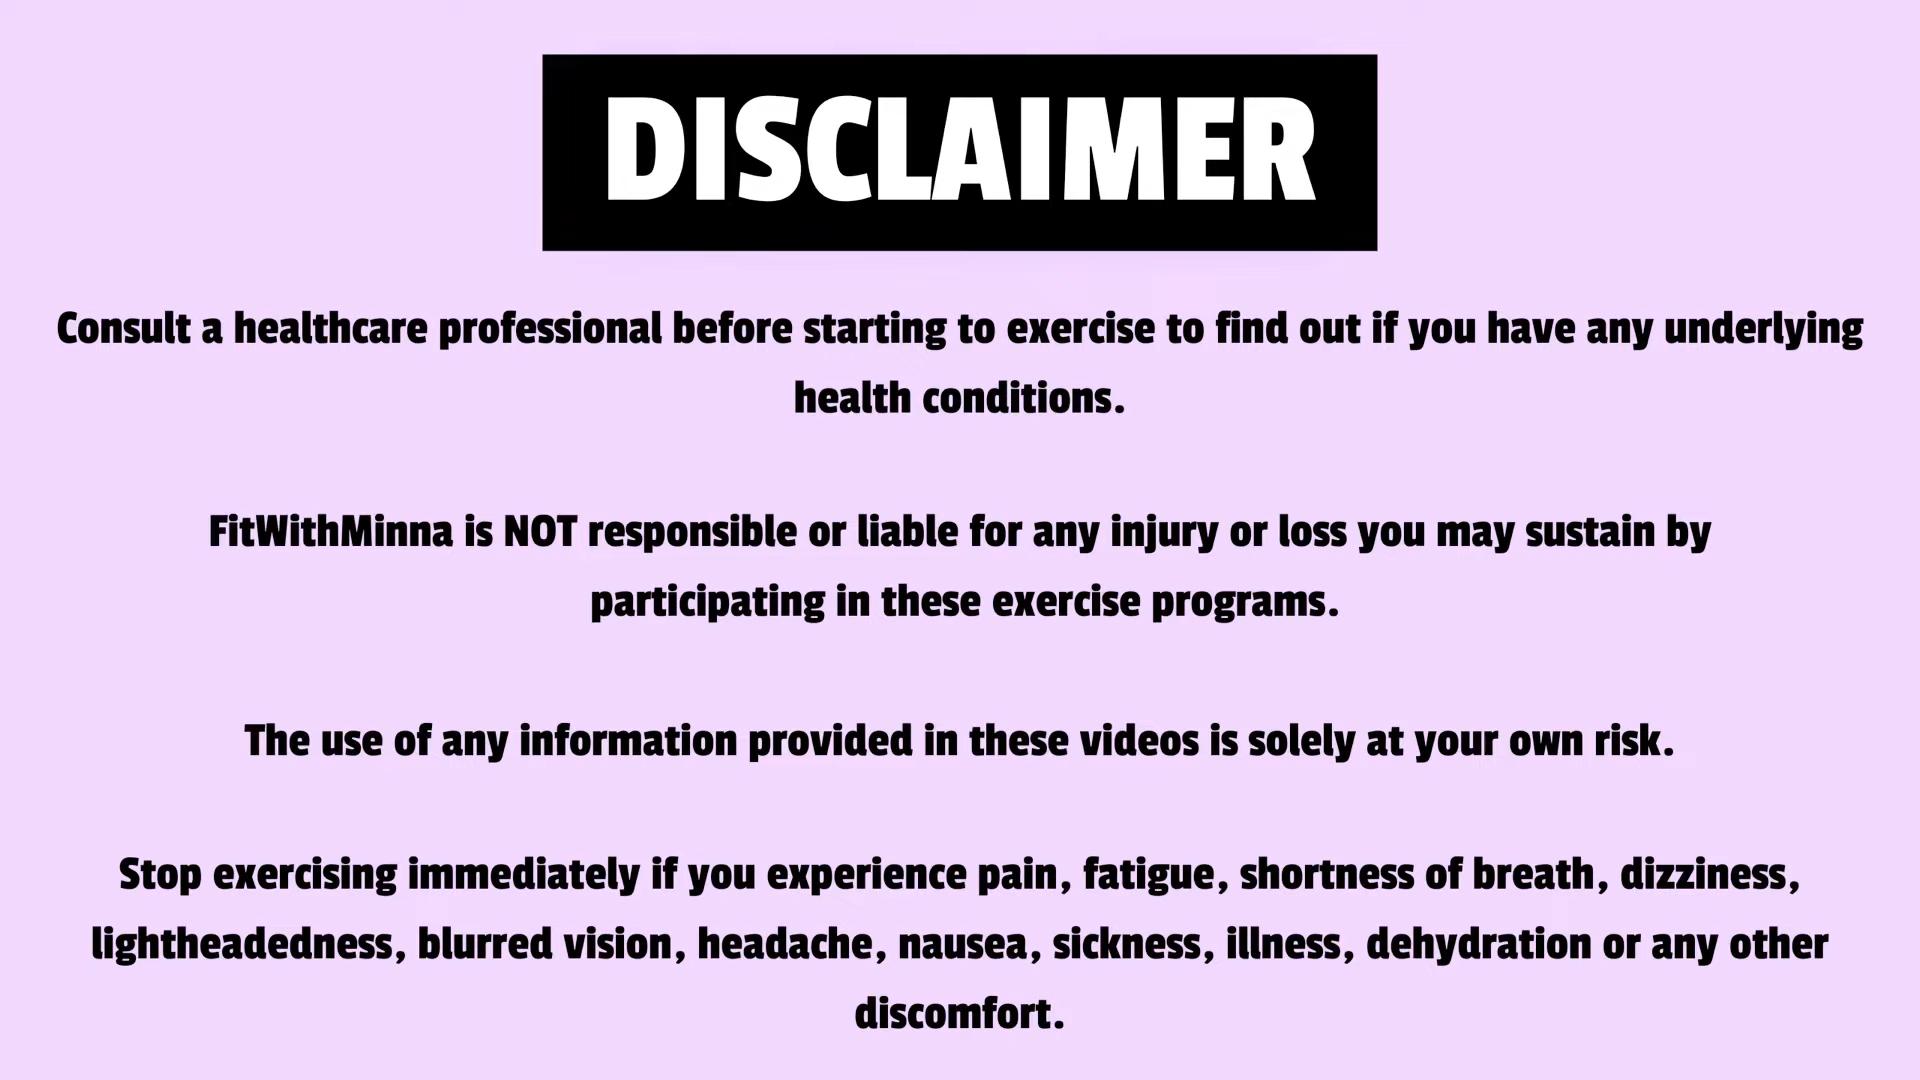 DISCLAIMER
Consult a healthcare professional before starting to exercise to find out if you have any underlying
health conditions.
FitWithMinna is NOT responsible or liable for any injury or loss you may sustain by
participating in these exercise programs.
The use of any information provided in these videos is solely at your own risk.
Stop exercising immediately if you experience pain, fatigue, shortness of breath, dizziness,
lightheadedness, blurred vision, headache, nausea, sickness, illness, dehydration or any other
discomfort.